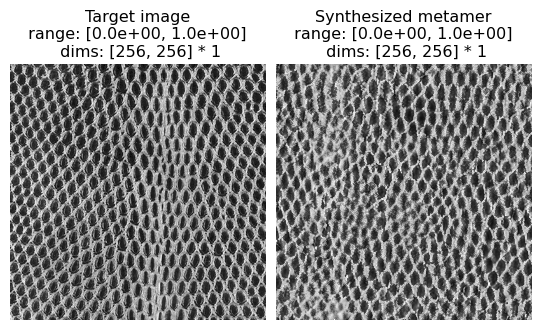 Target image
range: [0.0e+00, 1.0e+00]
dims: [256, 256] * 1
Synthesized metamer
range: [0.0e+00, 1.0e+00]
dims: [256, 256] * 1